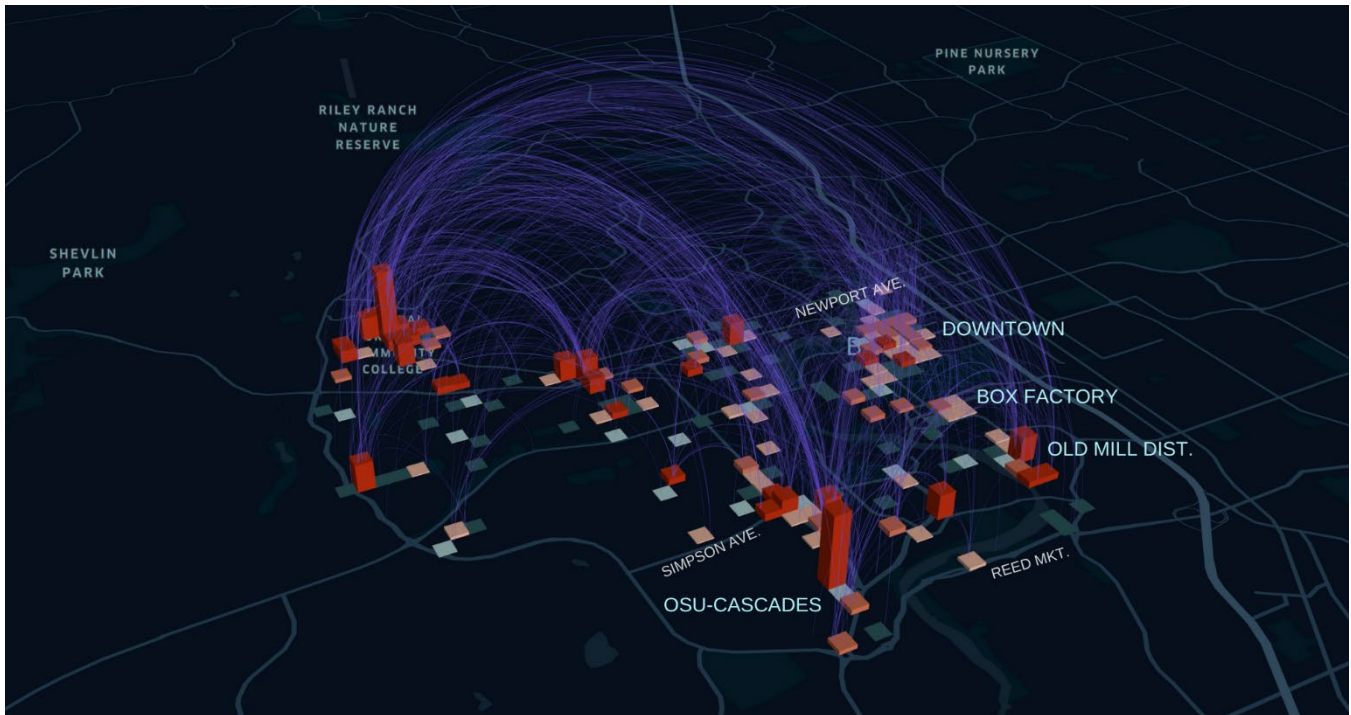 PINE NURSERY
PARK
RILEY RANCH
NATURE
RESERVE
SHEVLIN
PARK
NEWPORT AVE.
DOWNTOWN
COLLEGE
BOX FACTORY
OLD MILL DIST.
SIMPSON AVE.
REED MKT.
OSU-CASCADES